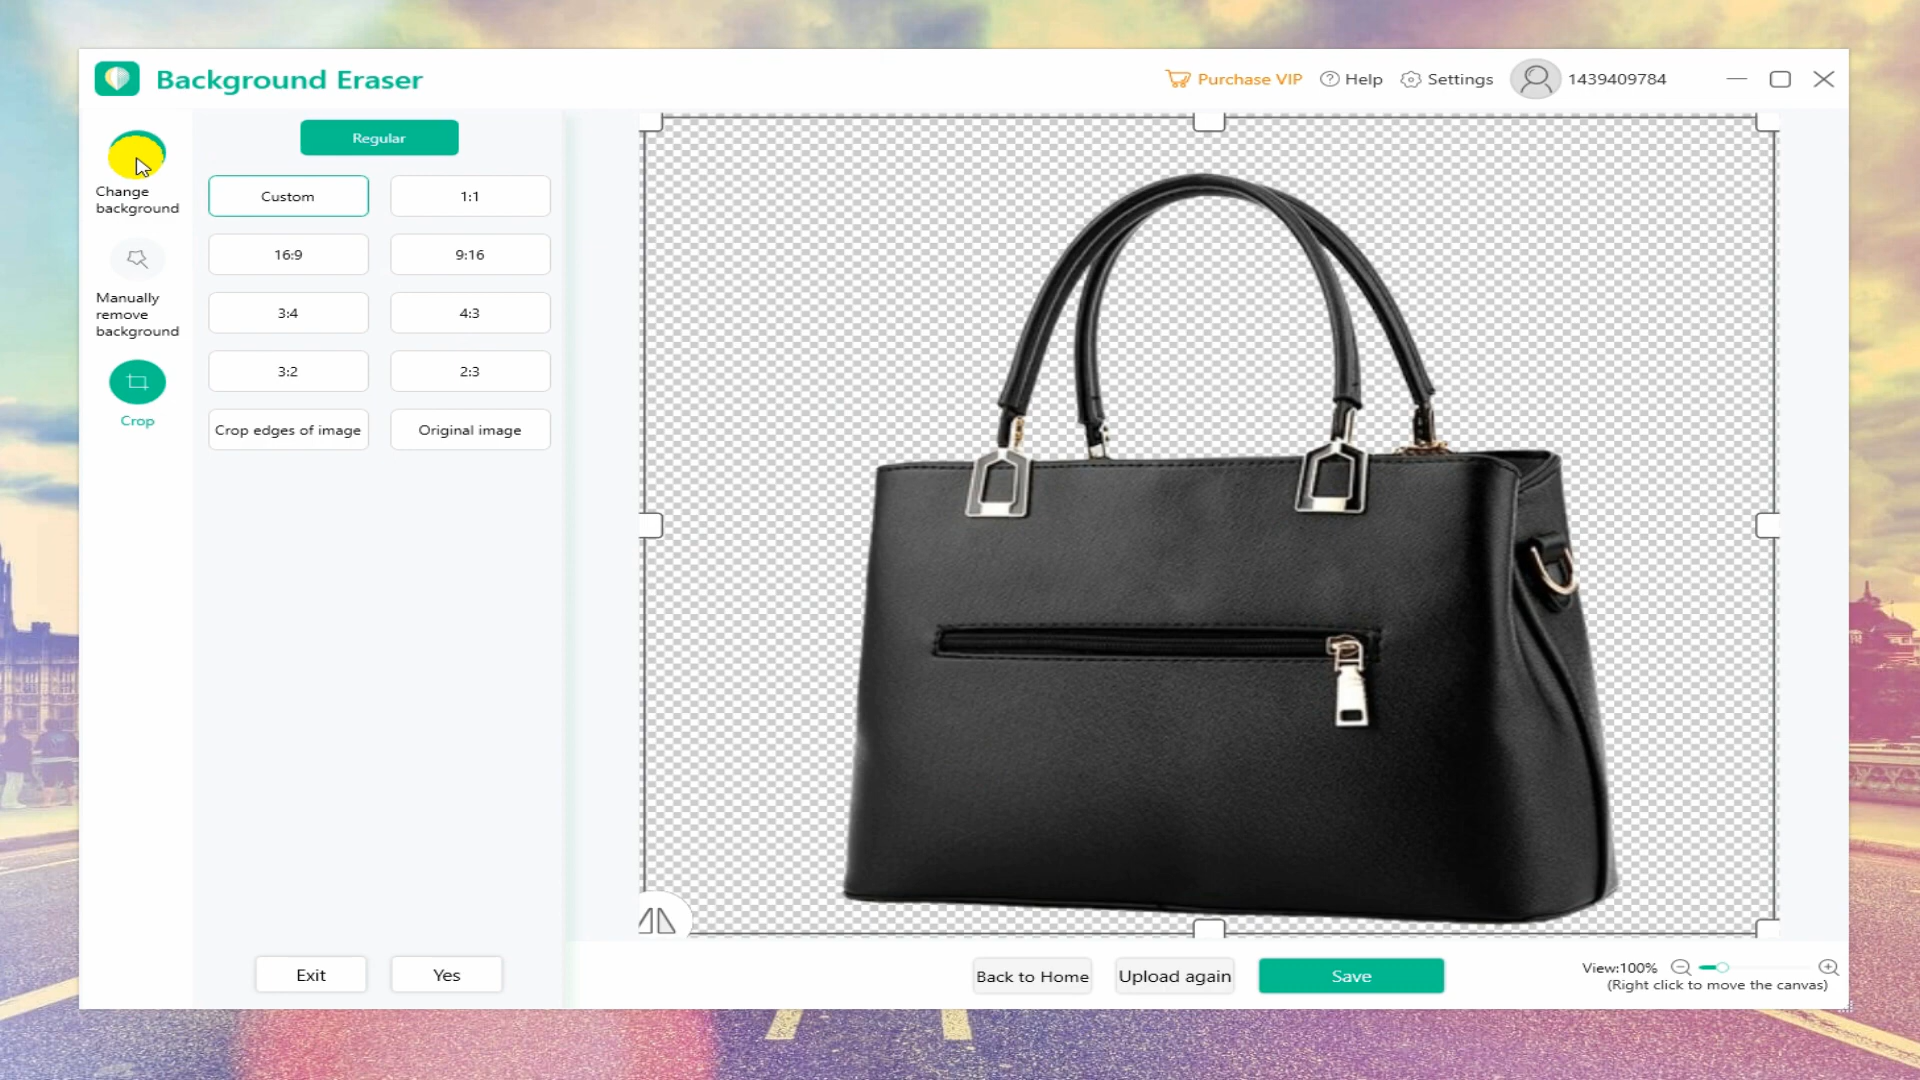 Background Eraser
Purchase VIP
Help
Settings
1439409784
Change
background
Manually
remove
background
Crop
Regular
Custom
1:1
16:9
9:16
3:4
4:3
3:2
2:3
Crop edges of image
Original image
Exit
Yes
Back to Home
Upload again
Save
View:100%
(Right click to move the canvas)